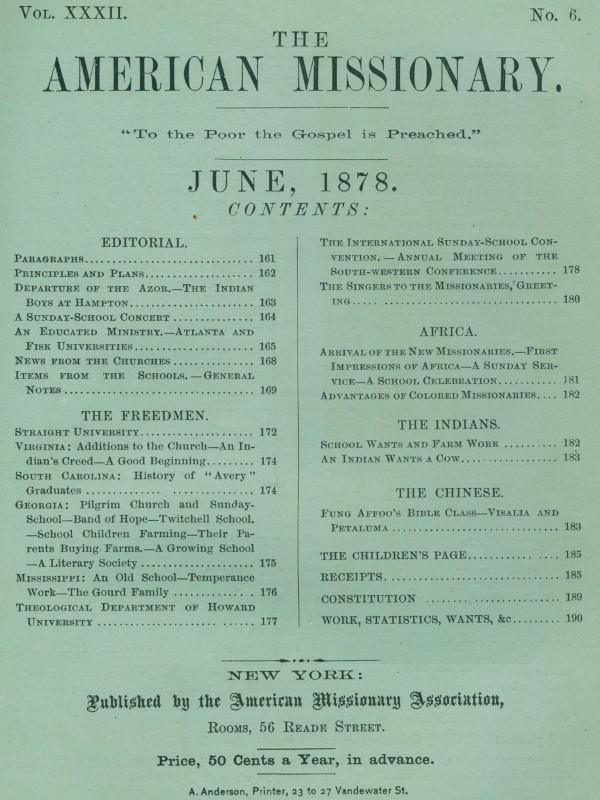 VOL. XXXII. No. 6.
THE
AMERICAN MISSIONARY.
“To the Poor the Gospel is Preached.”
JUNE, 1878.
CONTENTS:
EDITORIAL.
PARAGRAPHS............................ 161
PRINCIPLES AND PLANS.................. 162
DEPARTURE OF THE AZOR.—THE INDIAN
BOYS AT HAMPTON.................... 163
A SUNDAY-SCHOOL CONCERT .............. 164
AN EDUCATED MINISTRY.—ATLANTA AND
FISK UNIVERSITIES................... 165
NEWS FROM THE CHURCHES .............. 168
ITEMS FROM THE SCHOOLS.—GENERAL
NOTES ............................... 169
THE FREEDMEN.
STRAIGHT UNIVERSITY................... 172
VIRGINIA: Additions to the Church—An In-
dian's Creed—A Good Beginning......... 174
SOUTH CAROLINA: History of "Avery"
Graduates ............................ 174
GEORGIA: Pilgrim Church and Sunday-
School—Band of Hope—Twitchell School.
—School Children Farming—Their Pa-
rents Buying Farms.—A Growing School
—A Literary Society ................... 175
MISSISSIPPI: An Old School—Temperance
Work—The Gourd Family ............... 176
THEOLOGICAL DEPARTMENT OF HOWARD
UNIVERSITY .......................... 177
THE INTERNATIONAL SUNDAY-SCHOOL CON-
VENTION.—ANNUAL MEETING OF THE
SOUTH-WESTERN CONFERENCE........... 178
THE SINGERS TO THE MISSIONARIES, GREET-
ING.................................. 180
AFRICA.
ARRIVAL OF THE NEW MISSIONARIES.—FIRST
IMPRESSIONS OF AFRICA—A SUNDAY SER-
VICE—A SCHOOL CELEBRATION........... 181
ADVANTAGES OF COLORED MISSIONARIES.... 182
THE INDIANS.
SCHOOL WANTS AND FARM WORK ......... 182
AN INDIAN WANTS A COW................ 183
THE CHINESE.
FUNG AFFOO'S BIBLE CLASS—VISALIA AND
PETALUMA ........................... 183
THE CHILDREN'S PAGE............... 185
RECEIPTS............................. 185
CONSTITUTION ...................... 189
WORK, STATISTICS, WANTS, &c......... 190
NEW YORK:
Published by the American Missionary Association,
ROOMS, 56 READE STREET.
Price, 50 Cents a Year, in advance.
A. Anderson, Printer, 23 to 27 Vandewater St.